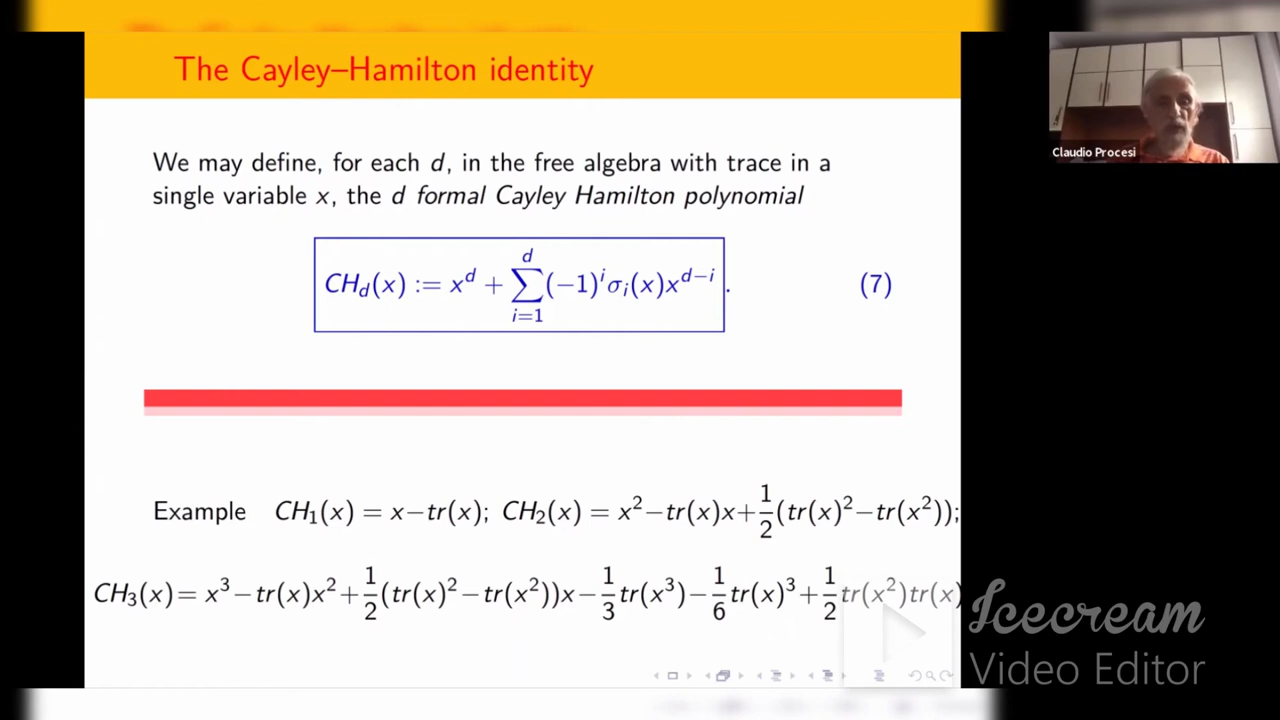 The Cayley–Hamilton identity
Claudio Procesi
We may define, for each d, in the free algebra with trace in a
single variable x, the d formal Cayley Hamilton polynomial
CH_d(x) := x^d + \sum_{i=1}^{d} (-1)^i σ_i(x)x^{d-i}. (7)
Example CH_1(x) = x−tr(x); CH_2(x) = x^2−tr(x)x+\frac{1}{2}(tr(x)^2−tr(x^2));
CH_3(x)= x^3−tr(x)x^2+\frac{1}{2}(tr(x)^2−tr(x^2))x−\frac{1}{3}tr(x^3)−\frac{1}{6}tr(x)^3+\frac{1}{2}tr(x^2)tr(x)
Icecream
Video Editor